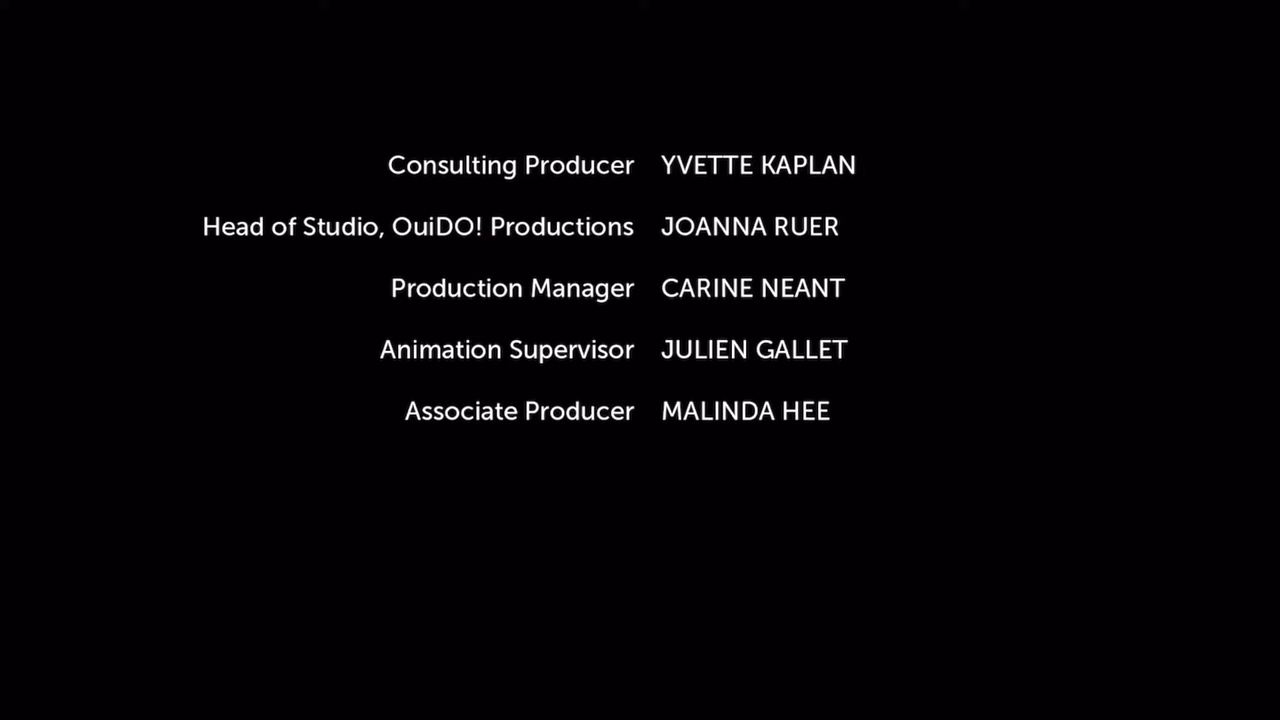 Consulting Producer YVETTE KAPLAN
Head of Studio, OuiDO! Productions JOANNA RUER
Production Manager CARINE NEANT
Animation Supervisor JULIEN GALLET
Associate Producer MALINDA HEE